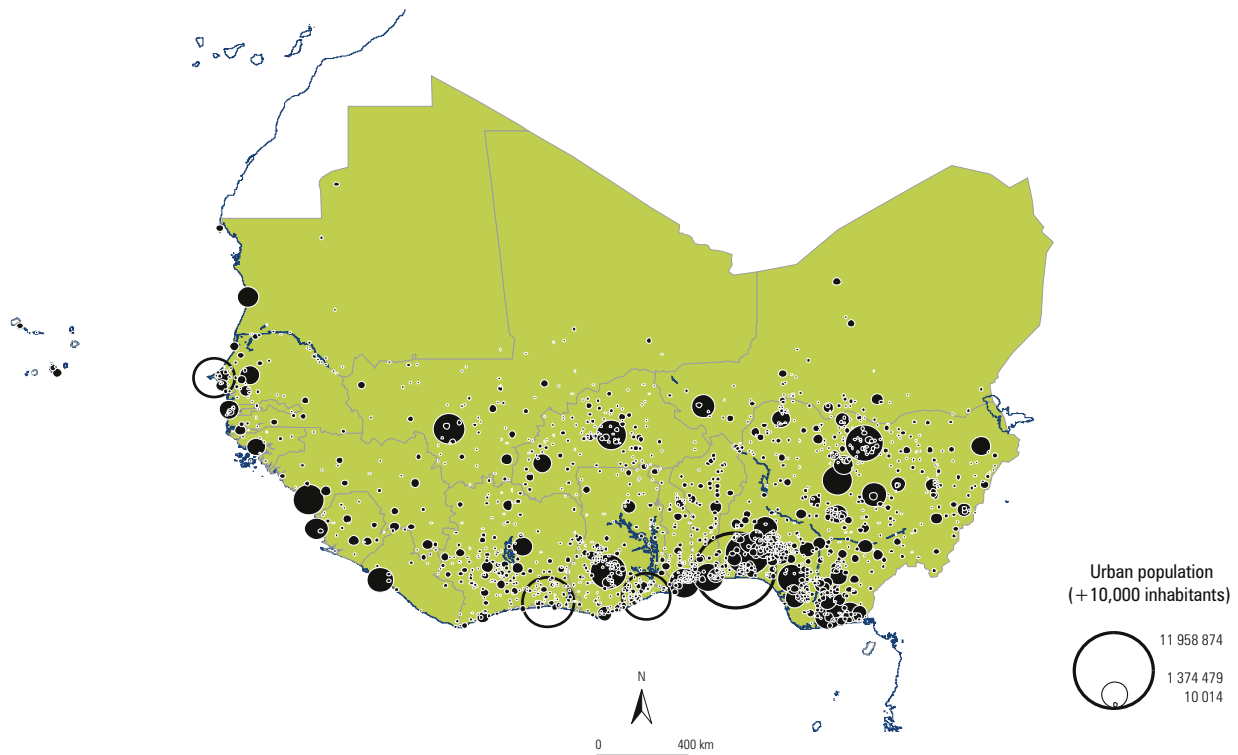 Urban population
(+10,000 inhabitants)
11 958 874
1 374 479
10 014
N
0 400 km